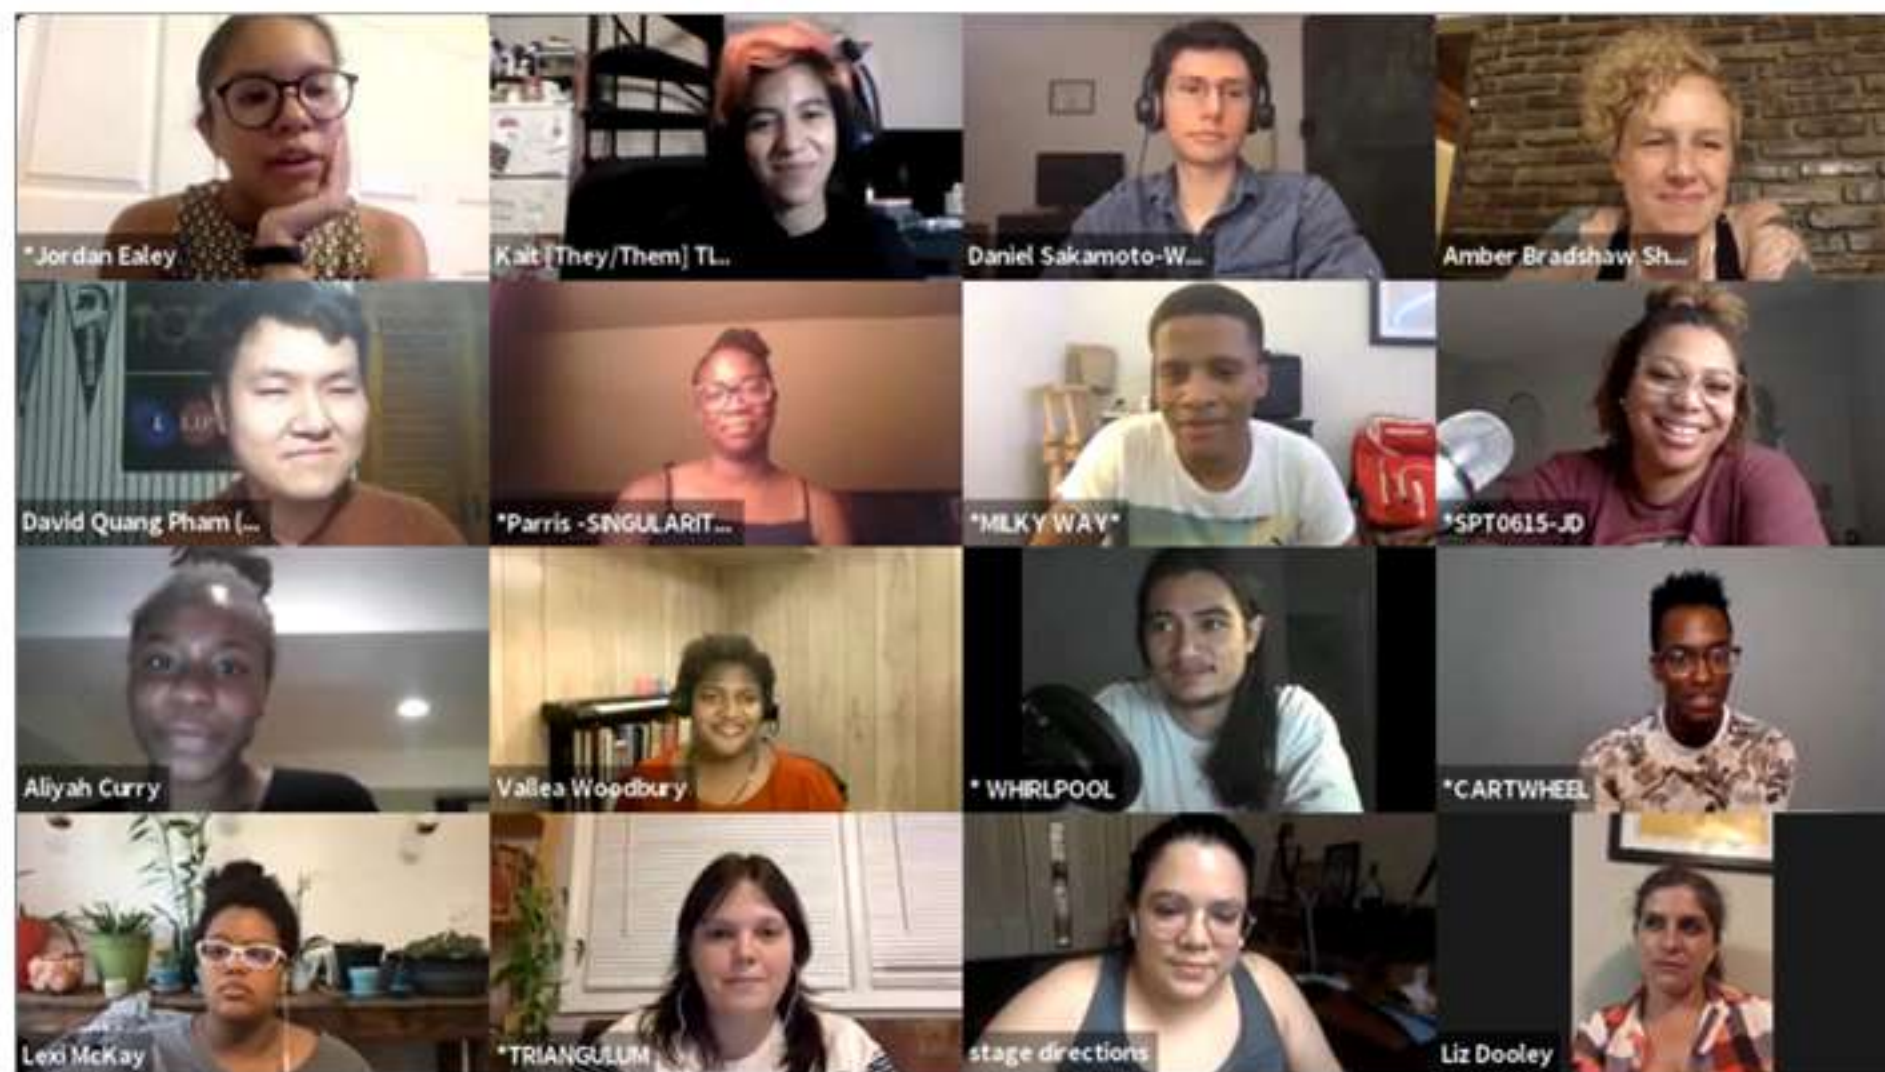 *Jordan Ealey
Kait [They/Them] TL...
Daniel Sakamoto-W...
Amber Bradshaw Sh...
David Quang Pham (...
*Parris -SINGULARIT...
*MILKY WAY*
*SPT0615-JD
Aliyah Curry
Vallea Woodbury
* WHIRLPOOL
*CARTWHEEL
Lexi McKay
*TRIANGULUM
stage directions
Liz Dooley